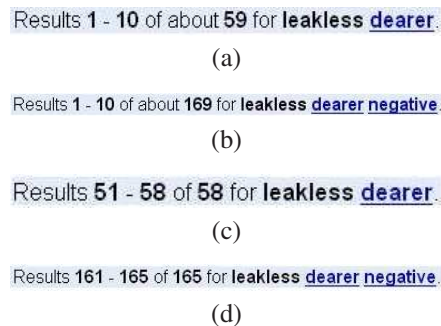 Results 1 - 10 of about 59 for leakless dearer.
(a)
Results 1 - 10 of about 169 for leakless dearer negative.
(b)
Results 51 - 58 of 58 for leakless dearer.
(c)
Results 161 - 165 of 165 for leakless dearer negative.
(d)